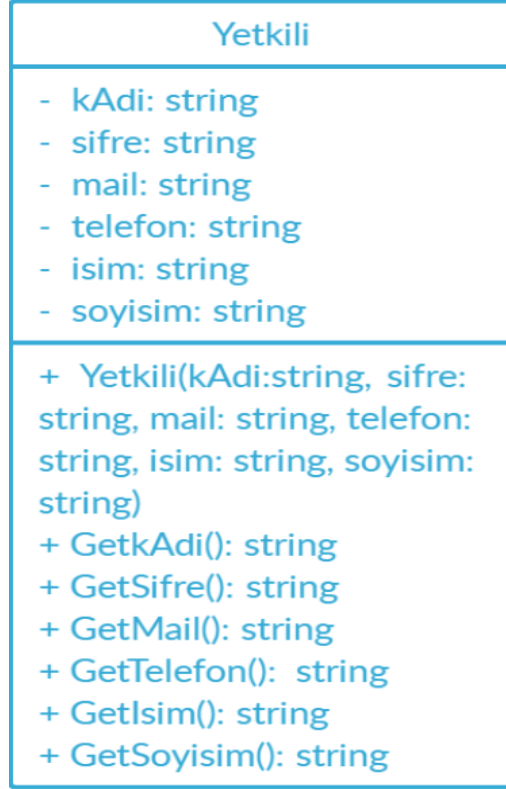 Yetkili
- kAdi: string
- sifre: string
- mail: string
- telefon: string
- isim: string
- soyisim: string
+ Yetkili(kAdi:string, sifre:
string, mail: string, telefon:
string, isim: string, soyisim:
string)
+ GetkAdi(): string
+ GetSifre(): string
+ GetMail(): string
+ GetTelefon(): string
+ GetIsim(): string
+ GetSoyisim(): string